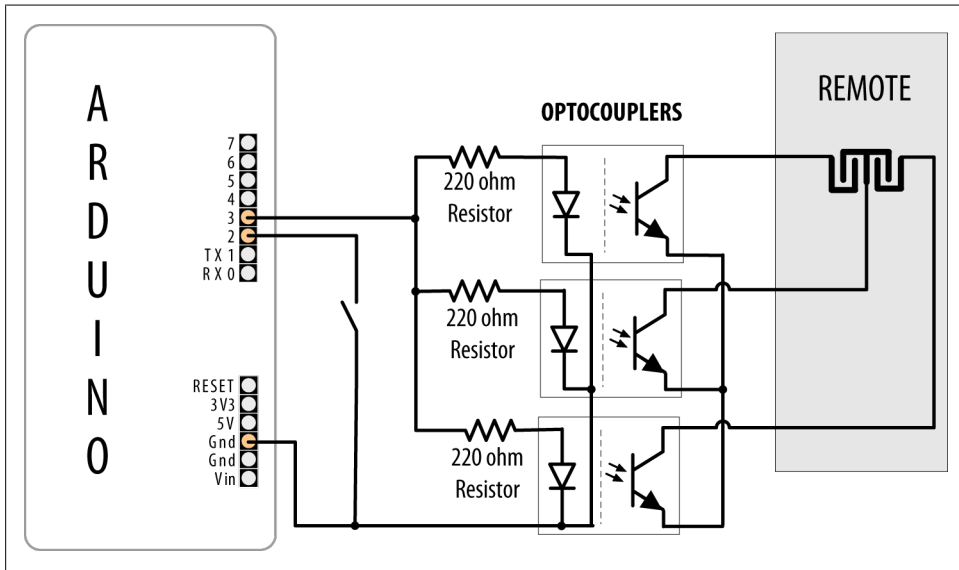 ARDUINO
7
6
5
4
3
2
TX 1
RX 0
RESET
3V3
5V
Gnd
Gnd
Vin
OPTOCOUPLERS
220 ohm
Resistor
220 ohm
Resistor
220 ohm
Resistor
REMOTE